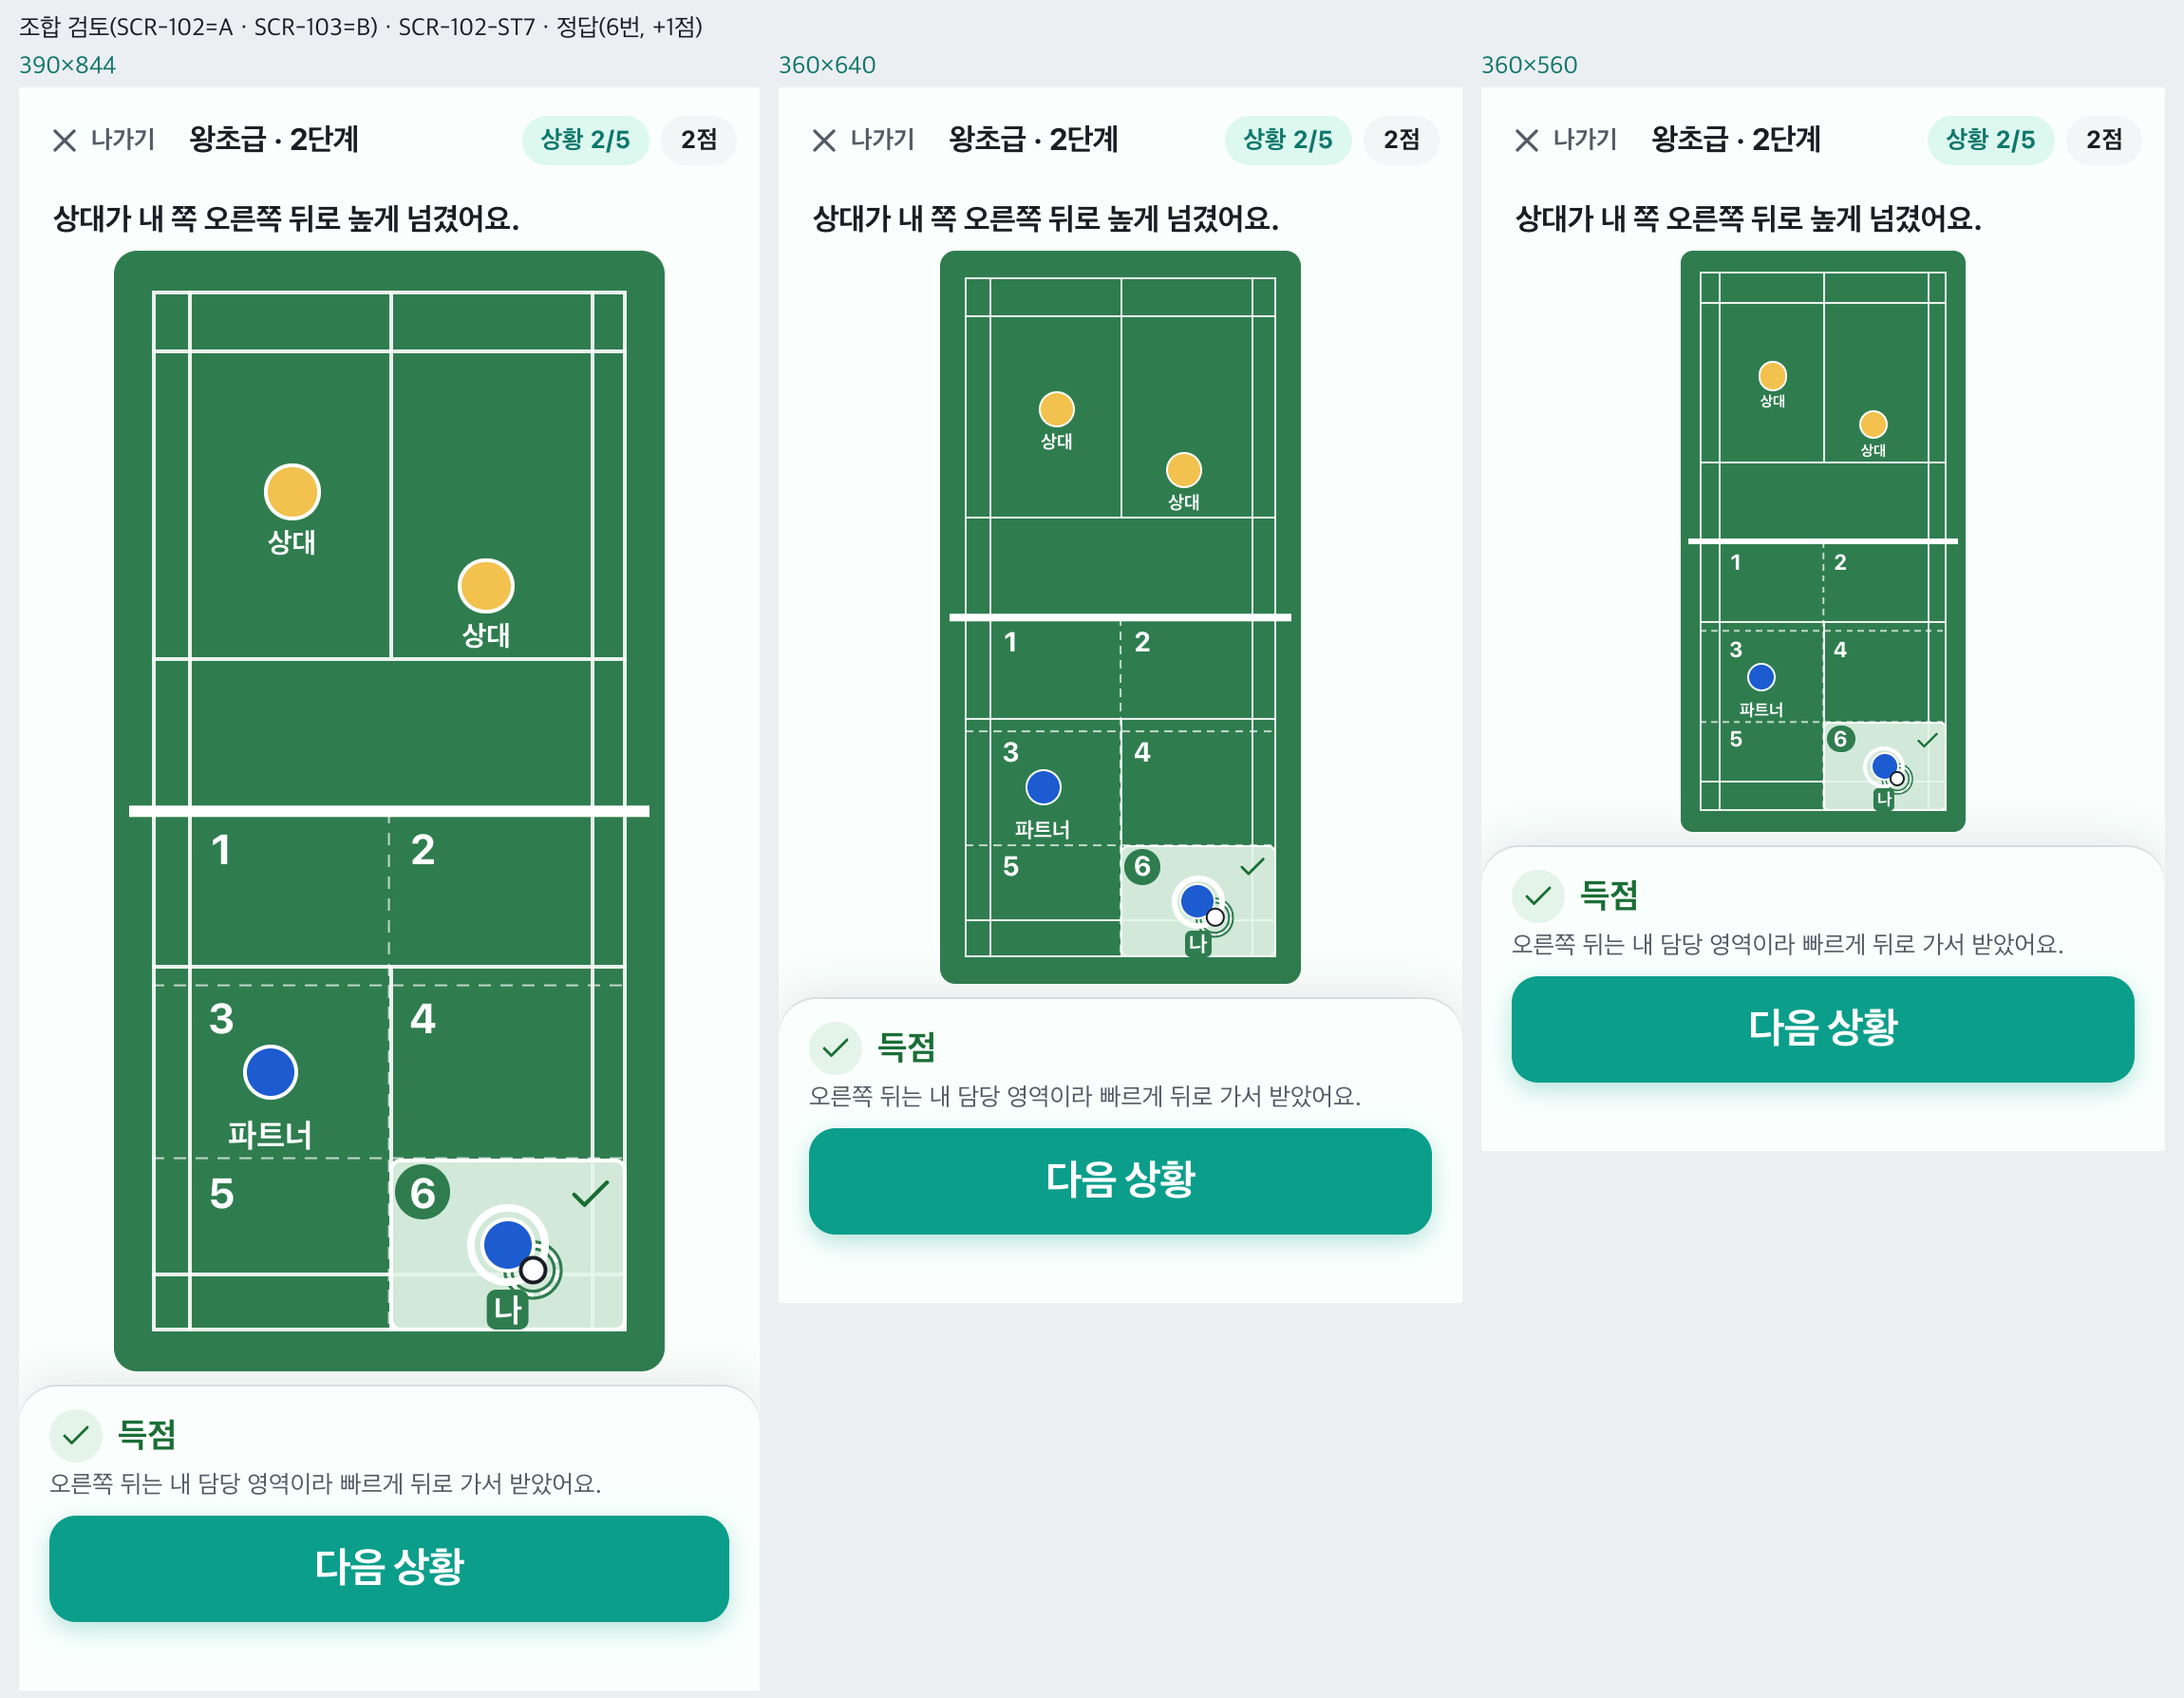 조합 검토(SCR-102=A · SCR-103=B) · SCR-102-ST7 · 정답(6번, +1점)
390×844
나가기 왕초급 · 2단계 상황 2/5 2점
상대가 내 쪽 오른쪽 뒤로 높게 넘겼어요.
상대
상대
1 2
3 4
파트너
5 6
나
득점
오른쪽 뒤는 내 담당 영역이라 빠르게 뒤로 가서 받았어요.
다음 상황
360×640
나가기 왕초급 · 2단계 상황 2/5 2점
상대가 내 쪽 오른쪽 뒤로 높게 넘겼어요.
상대
상대
1 2
3 4
파트너
5 6
나
득점
오른쪽 뒤는 내 담당 영역이라 빠르게 뒤로 가서 받았어요.
다음 상황
360×560
나가기 왕초급 · 2단계 상황 2/5 2점
상대가 내 쪽 오른쪽 뒤로 높게 넘겼어요.
상대
상대
1 2
3 4
파트너
5 6
나
득점
오른쪽 뒤는 내 담당 영역이라 빠르게 뒤로 가서 받았어요.
다음 상황